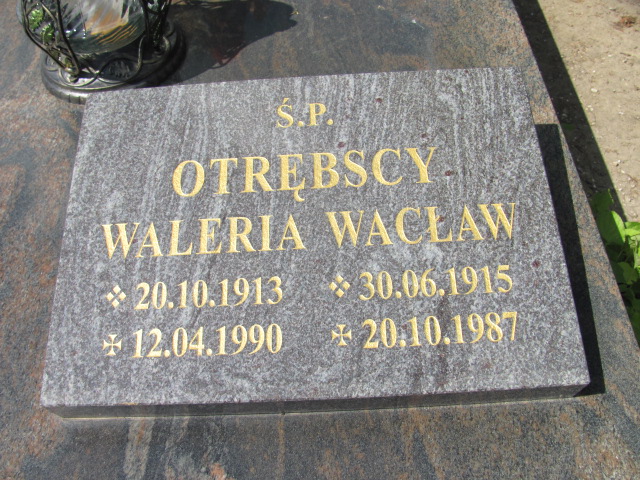 Ś.P.
OTRĘBSCY
WALERIA WACŁAW
❖ 20.10.1913 ❖ 30.06.1915
✠ 12.04.1990 ✠ 20.10.1987